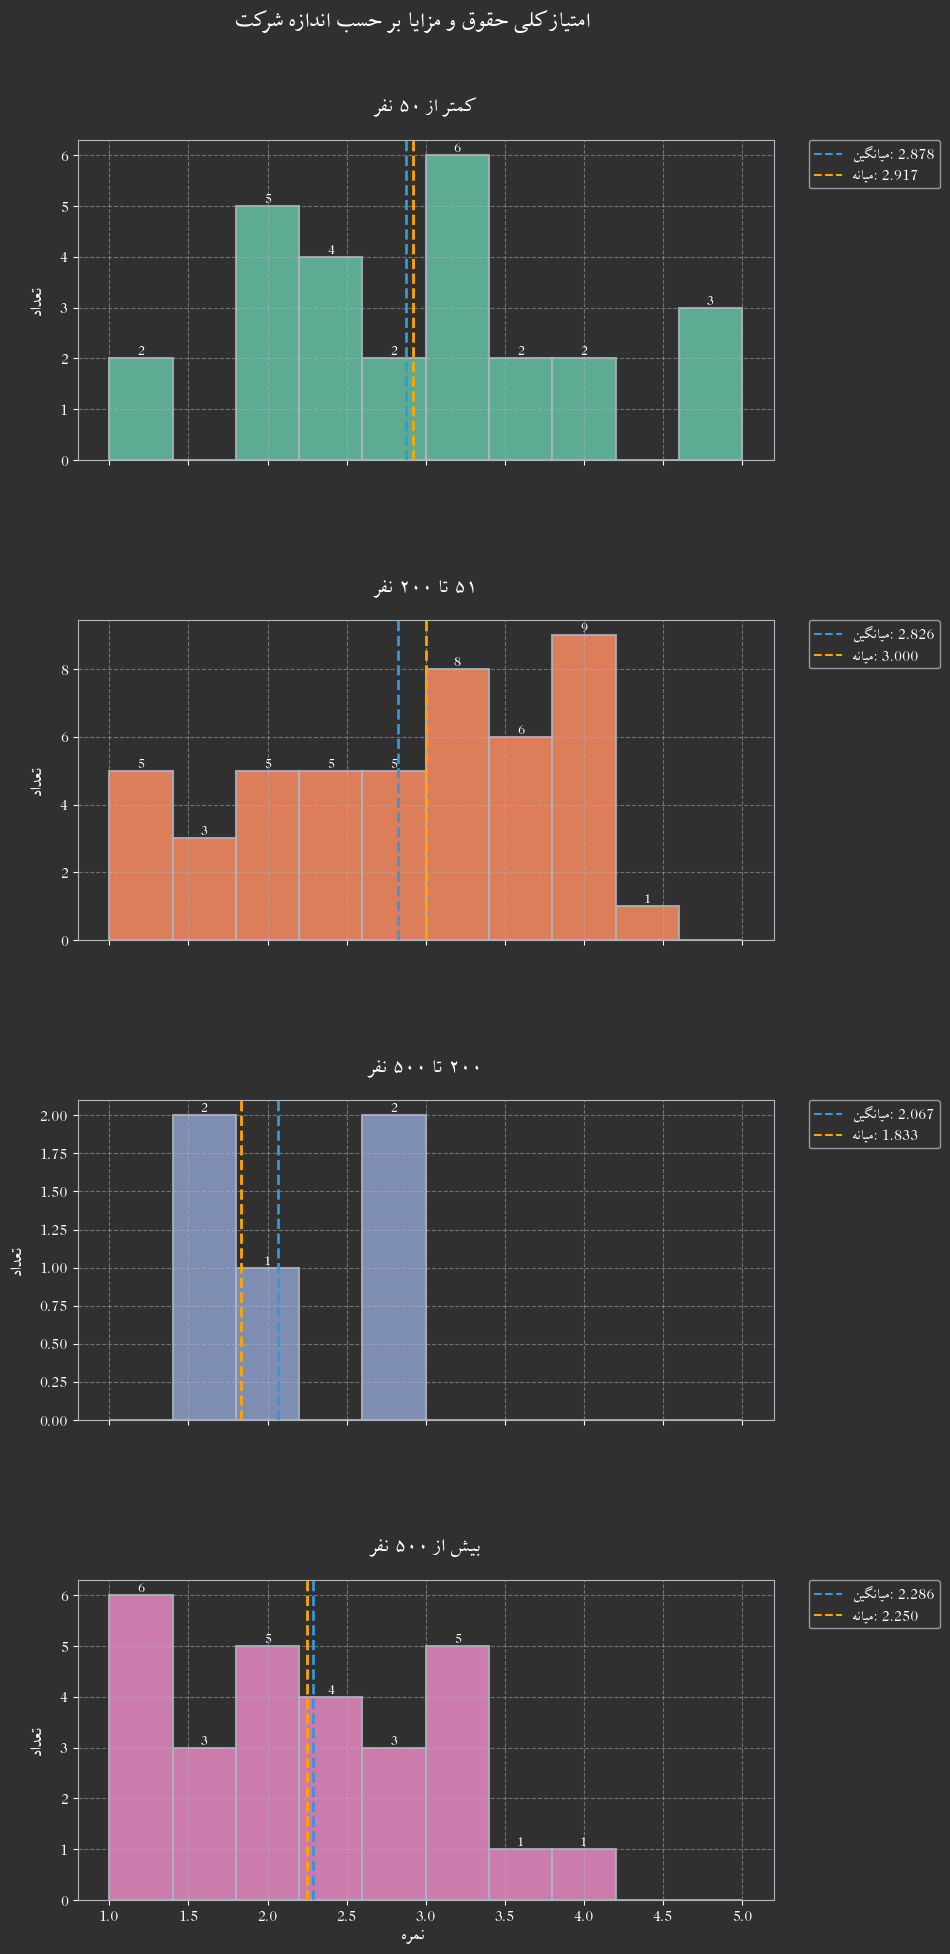 امتیاز کلی حقوق و مزایا بر حسب اندازه شرکت
کمتر از ۵۰ نفر
میانگین: 2.878
میانه: 2.917
تعداد
6
5
4
3
2
1
0
2
5
4
2
6
2
2
3
۵۱ تا ۲۰۰ نفر
میانگین: 2.826
میانه: 3.000
تعداد
8
6
4
2
0
5
3
5
5
5
8
6
9
1
۲۰۰ تا ۵۰۰ نفر
میانگین: 2.067
میانه: 1.833
تعداد
2.00
1.75
1.50
1.25
1.00
0.75
0.50
0.25
0.00
2
1
2
بیش از ۵۰۰ نفر
میانگین: 2.286
میانه: 2.250
تعداد
6
5
4
3
2
1
0
6
3
5
4
3
5
1
1
1.0 1.5 2.0 2.5 3.0 3.5 4.0 4.5 5.0
نمره